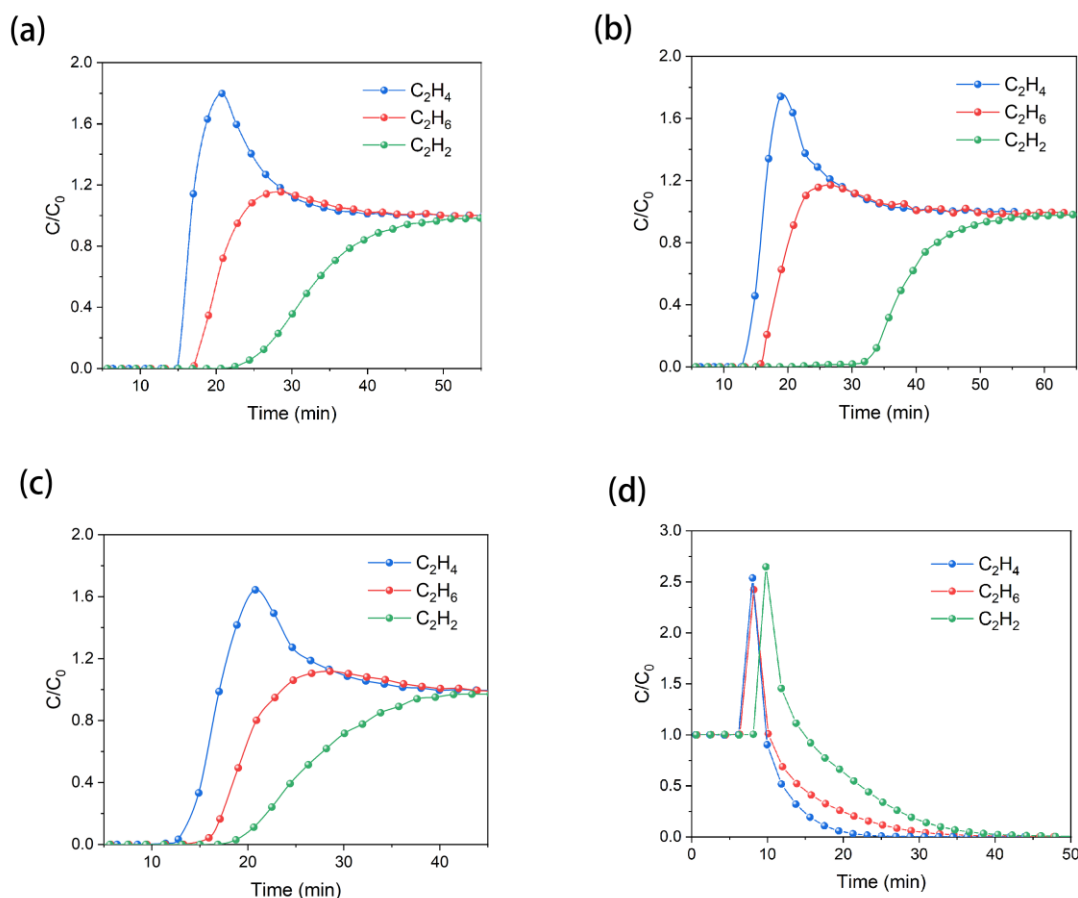 (a)
2.0
1.6
1.2
0.8
0.4
0.0
C/C₀
C₂H₄
C₂H₆
C₂H₂
10 20 30 40 50
Time (min)
(b)
2.0
1.6
1.2
0.8
0.4
0.0
C/C₀
C₂H₄
C₂H₆
C₂H₂
10 20 30 40 50 60
Time (min)
(c)
2.0
1.6
1.2
0.8
0.4
0.0
C/C₀
C₂H₄
C₂H₆
C₂H₂
10 20 30 40
Time (min)
(d)
3.0
2.5
2.0
1.5
1.0
0.5
0.0
C/C₀
C₂H₄
C₂H₆
C₂H₂
0 10 20 30 40 50
Time (min)